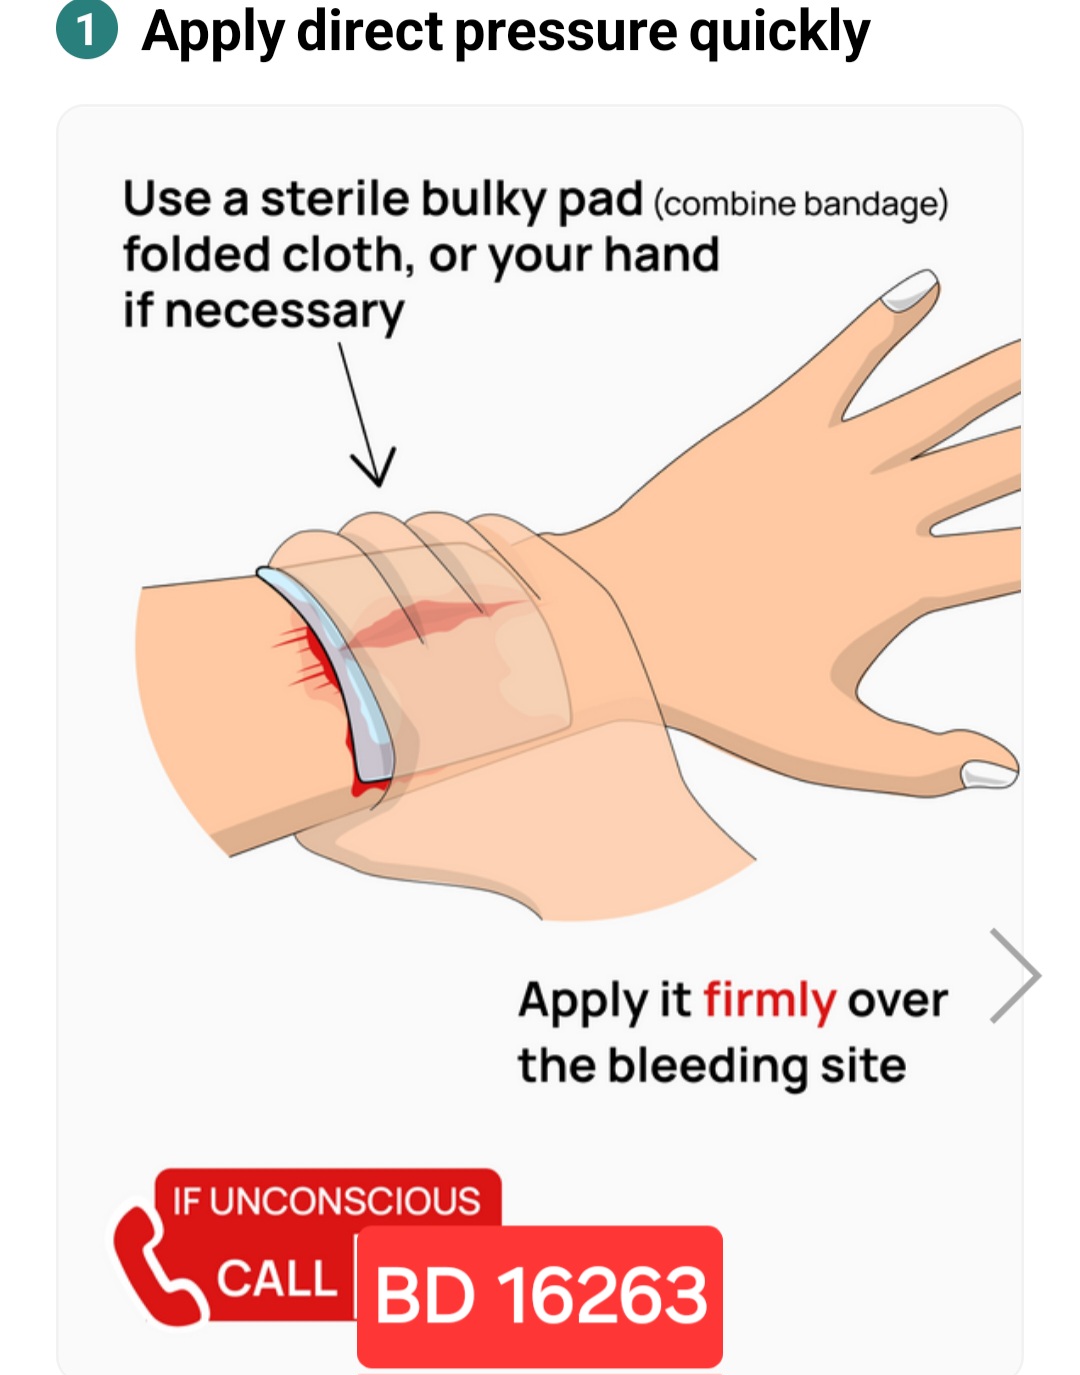 1 Apply direct pressure quickly
Use a sterile bulky pad (combine bandage)
folded cloth, or your hand
if necessary
Apply it firmly over
the bleeding site
IF UNCONSCIOUS
CALL BD 16263